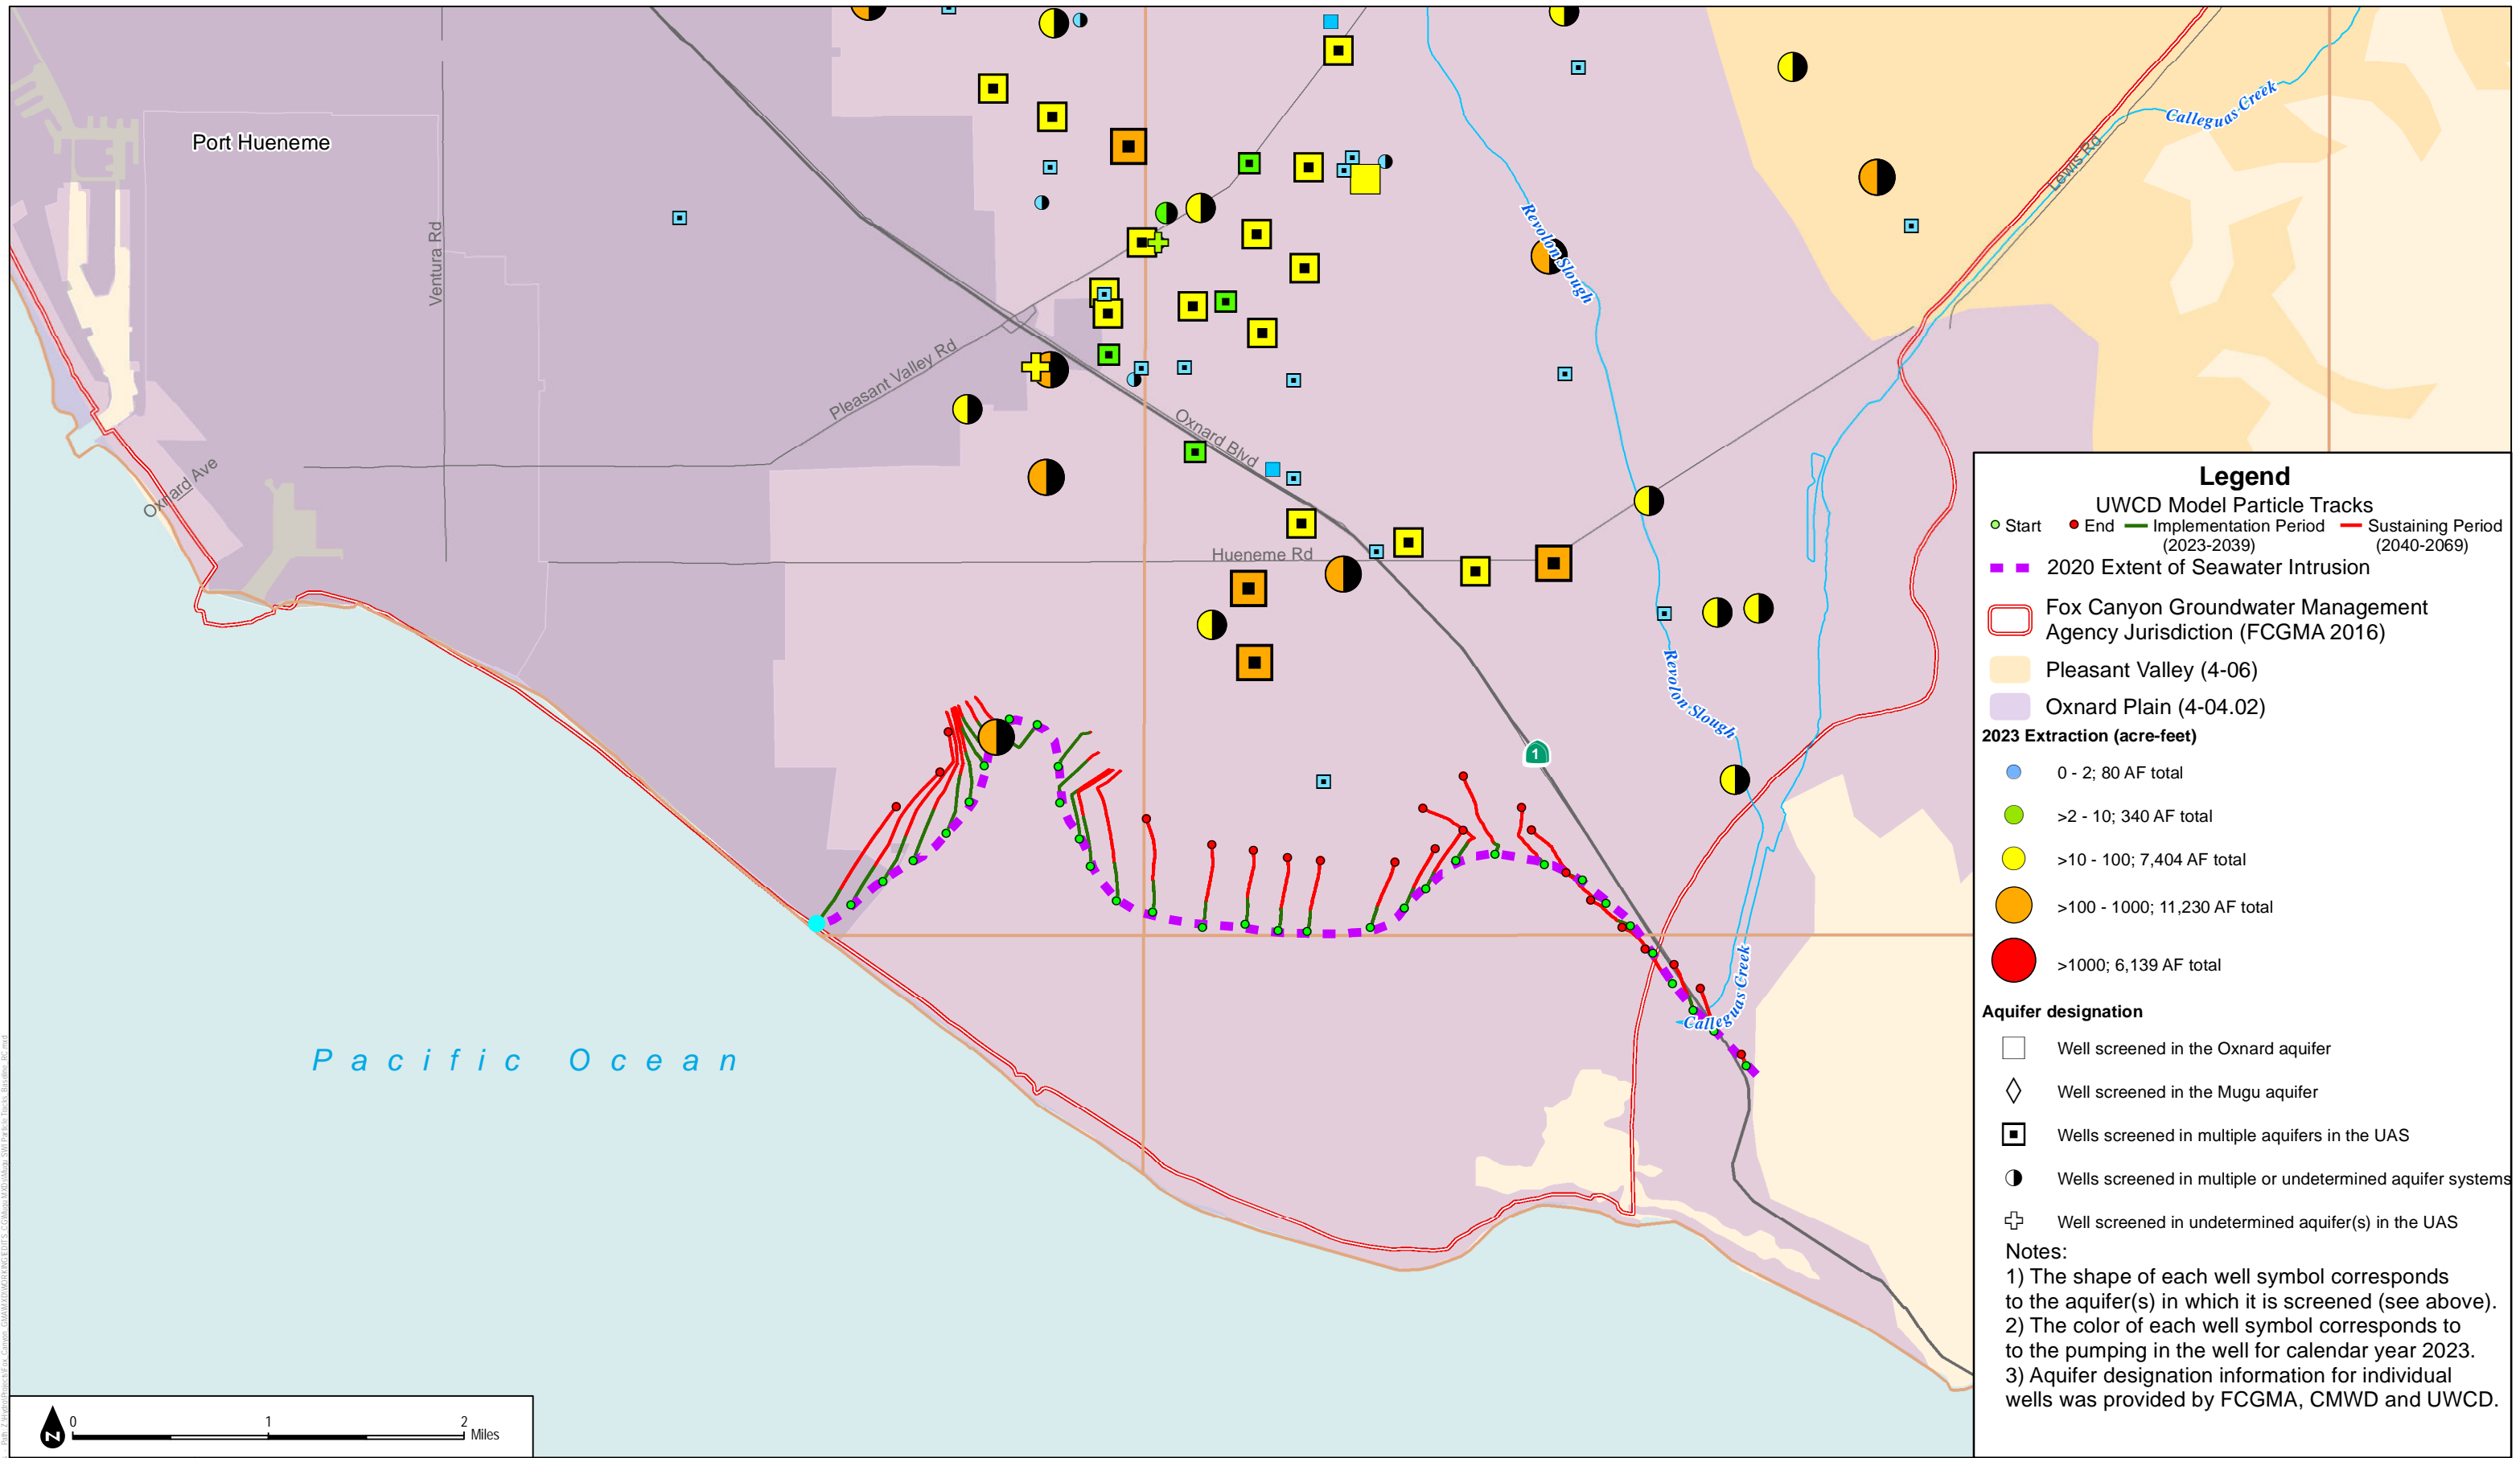 Port Hueneme
Ventura Rd
Oxnard Ave
Pleasant Valley Rd
Oxnard Blvd
Hueneme Rd
Revolon Slough
Revolon Slough
Calleguas Creek
Calleguas Creek
Lewis Rd
1
Pacific Ocean
N
0 1 2
Miles
Legend
UWCD Model Particle Tracks
Start End Implementation Period Sustaining Period
(2023-2039) (2040-2069)
2020 Extent of Seawater Intrusion
Fox Canyon Groundwater Management
Agency Jurisdiction (FCGMA 2016)
Pleasant Valley (4-06)
Oxnard Plain (4-04.02)
2023 Extraction (acre-feet)
0 - 2; 80 AF total
>2 - 10; 340 AF total
>10 - 100; 7,404 AF total
>100 - 1000; 11,230 AF total
>1000; 6,139 AF total
Aquifer designation
Well screened in the Oxnard aquifer
Well screened in the Mugu aquifer
Wells screened in multiple aquifers in the UAS
Wells screened in multiple or undetermined aquifer systems
Well screened in undetermined aquifer(s) in the UAS
Notes:
1) The shape of each well symbol corresponds
to the aquifer(s) in which it is screened (see above).
2) The color of each well symbol corresponds to
to the pumping in the well for calendar year 2023.
3) Aquifer designation information for individual
wells was provided by FCGMA, CMWD and UWCD.